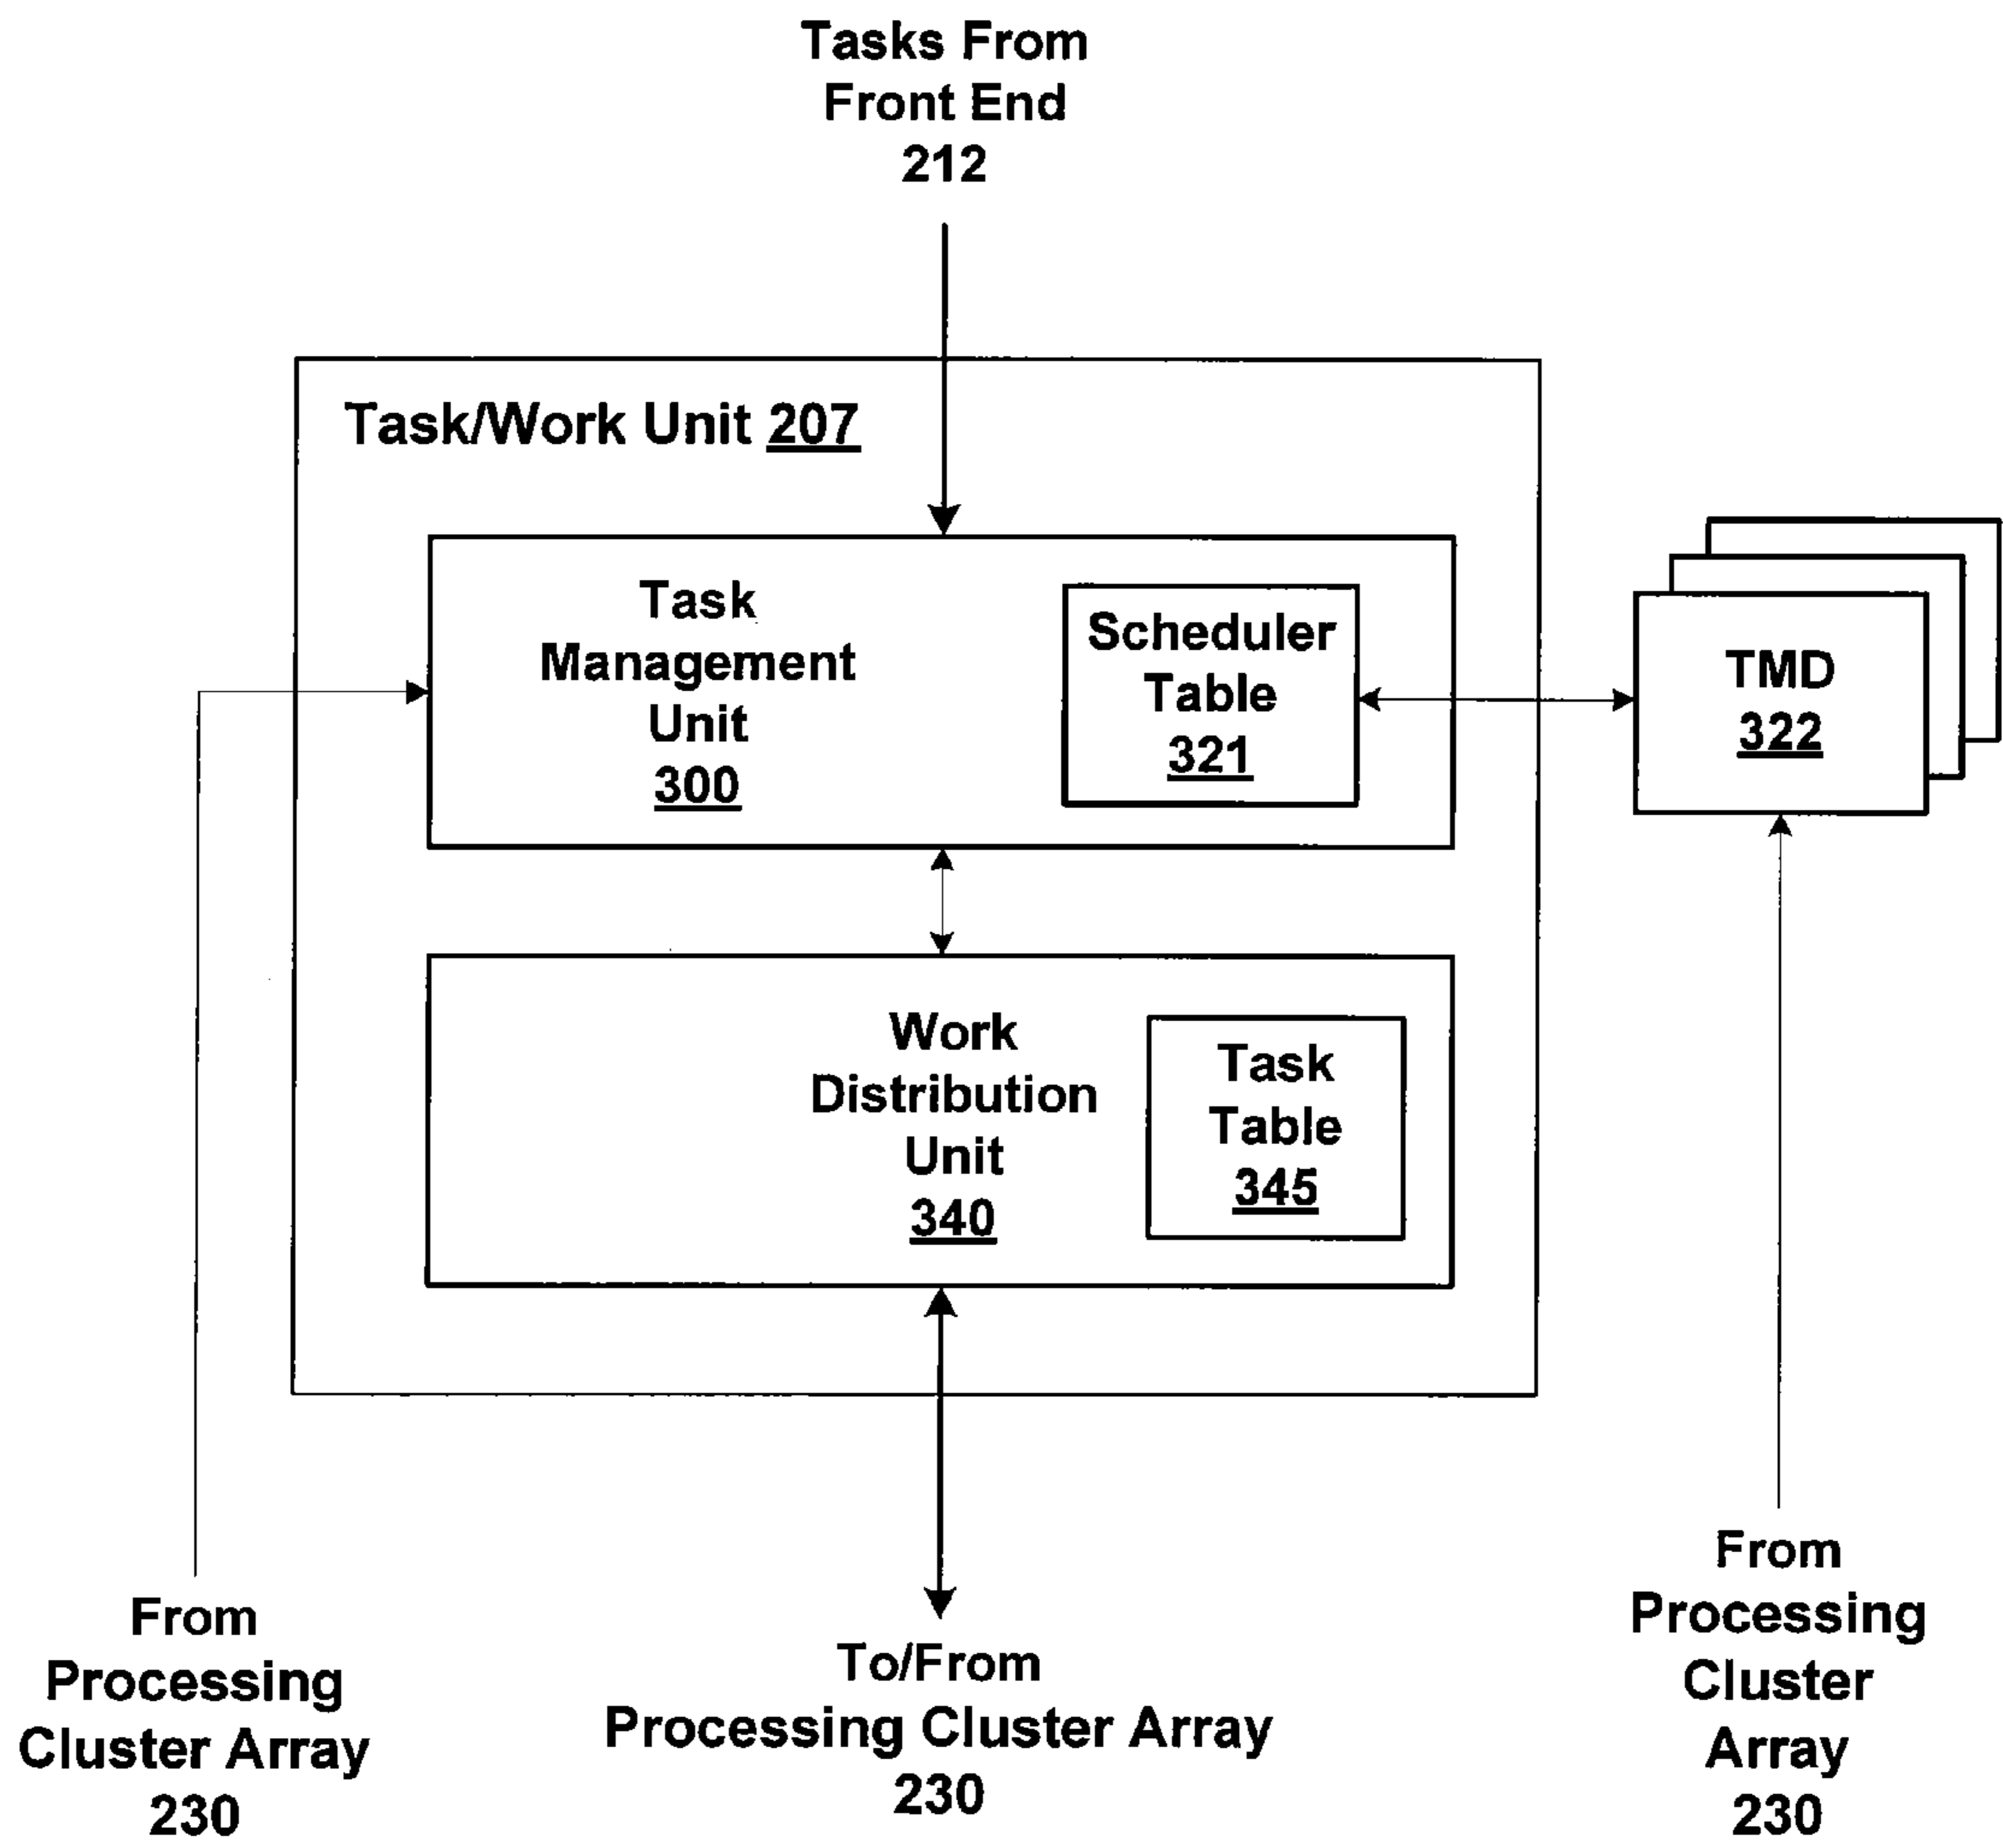 Tasks From
Front End
212
Task/Work Unit 207
Task
Management
Unit
300
Scheduler
Table
321
TMD
322
Work
Distribution
Unit
340
Task
Table
345
From
Processing
Cluster Array
230
To/From
Processing Cluster Array
230
From
Processing
Cluster
Array
230